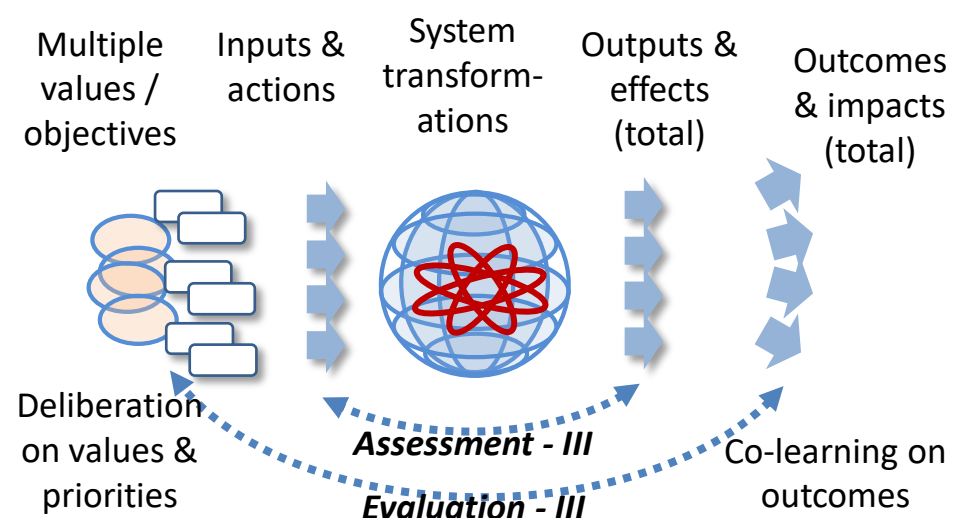 Multiple
values /
objectives
Inputs &
actions
System
transform-
ations
Outputs &
effects
(total)
Outcomes
& impacts
(total)
Deliberation
on values &
priorities
Assessment - III
Evaluation - III
Co-learning on
outcomes